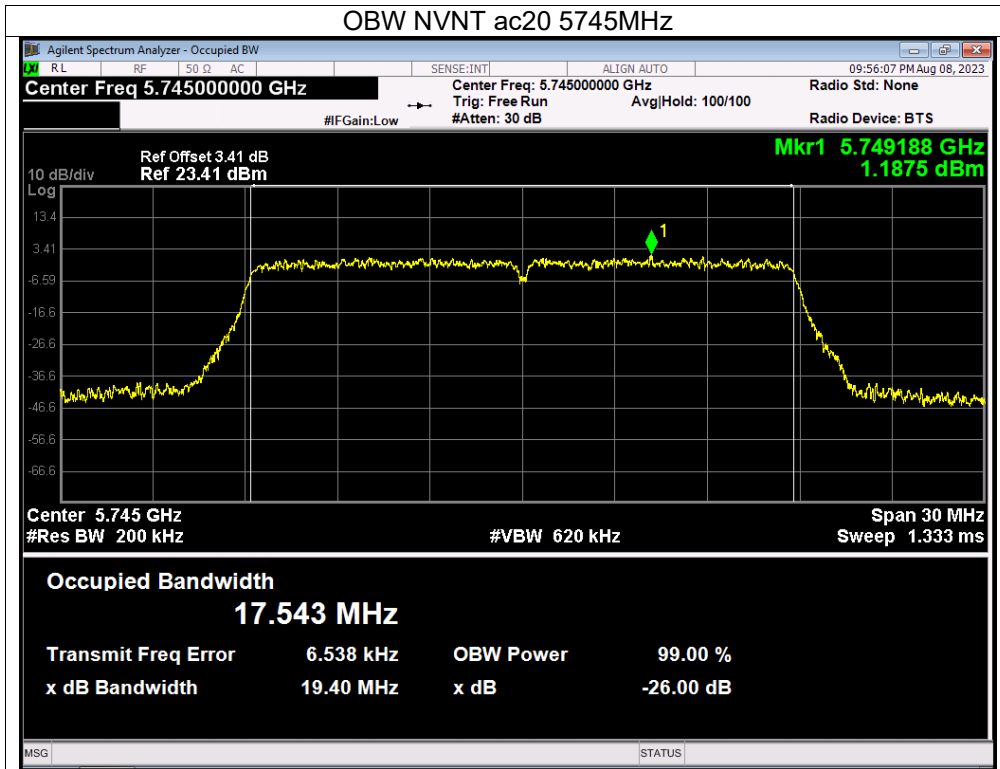 OBW NVNT ac20 5745MHz
Agilent Spectrum Analyzer - Occupied BW
LXI RL RF 50 Ω AC SENSE:INT ALIGN AUTO 09:56:07 PM Aug 08, 2023
Center Freq 5.745000000 GHz Center Freq: 5.745000000 GHz Radio Std: None
Trig: Free Run Avg|Hold: 100/100
#IFGain:Low #Atten: 30 dB Radio Device: BTS
Ref Offset 3.41 dB Mkr1 5.749188 GHz
10 dB/div Ref 23.41 dBm 1.1875 dBm
Log
13.4
1
3.41
-6.59
-16.6
-26.6
-36.6
-46.6
-56.6
-66.6
Center 5.745 GHz Span 30 MHz
#Res BW 200 kHz #VBW 620 kHz Sweep 1.333 ms
Occupied Bandwidth
17.543 MHz
Transmit Freq Error 6.538 kHz OBW Power 99.00 %
x dB Bandwidth 19.40 MHz x dB -26.00 dB
MSG STATUS